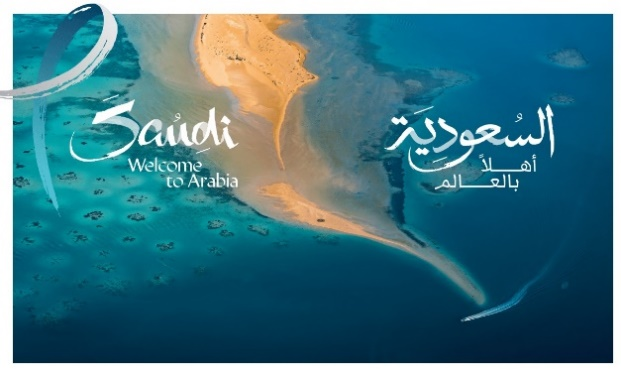 Saudi
Welcome
to Arabia
السعودية
أهلاً
بالعالم